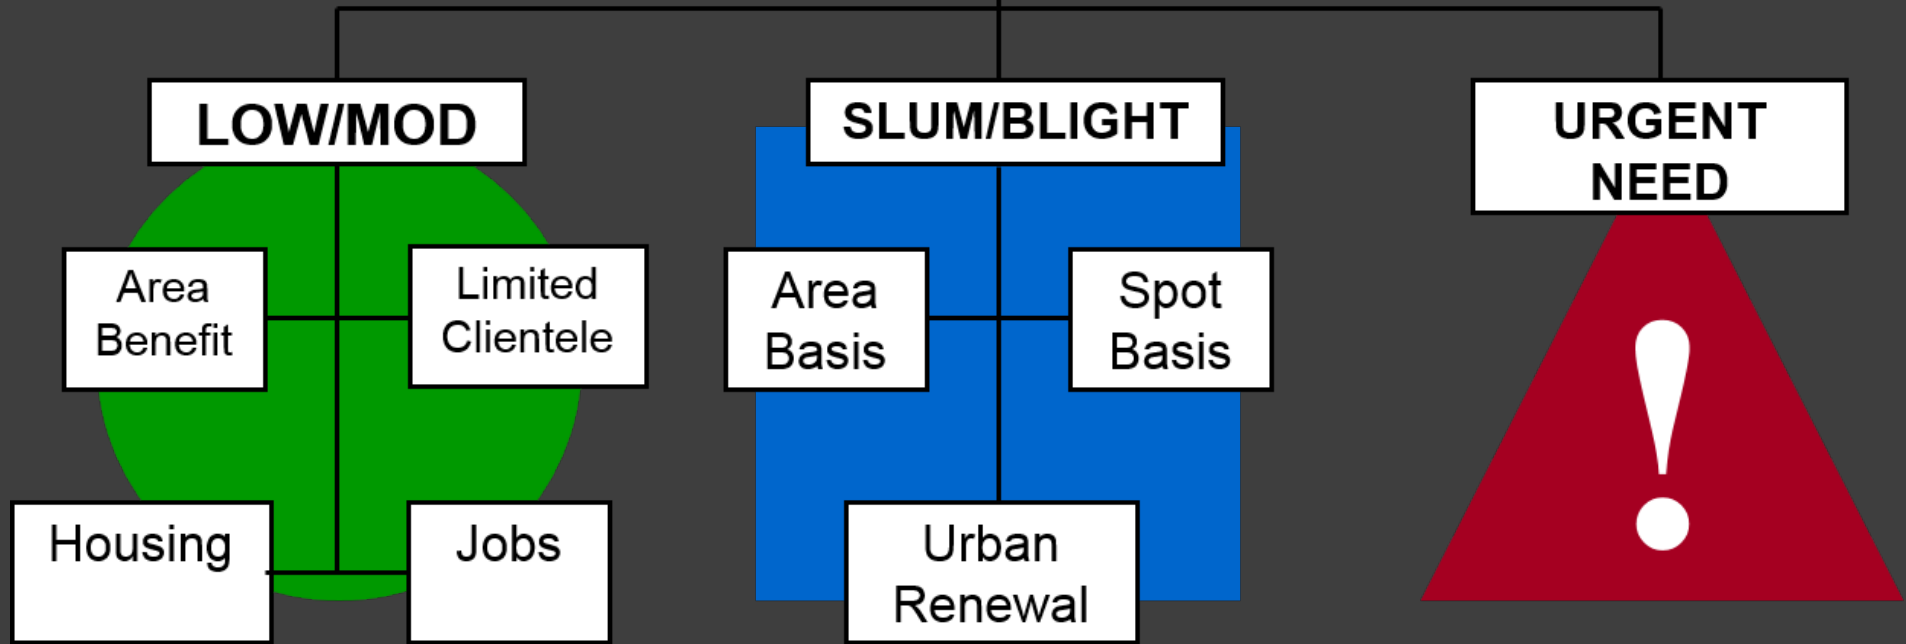 LOW/MOD
SLUM/BLIGHT
URGENT
NEED
Area
Benefit
Limited
Clientele
Area
Basis
Spot
Basis
!
Housing
Jobs
Urban
Renewal